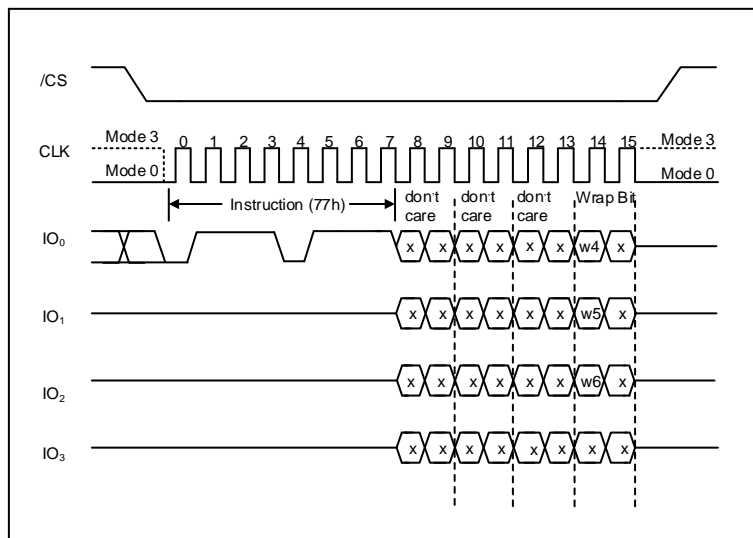 /CS
Mode 3 0 1 2 3 4 5 6 7 8 9 10 11 12 13 14 15 Mode 3
CLK
Mode 0 Mode 0
Instruction (77h) don't care don't care don't care Wrap Bit
IO0 x x x x x x w4 x
IO1 x x x x x x w5 x
IO2 x x x x x x w6 x
IO3 x x x x x x x x